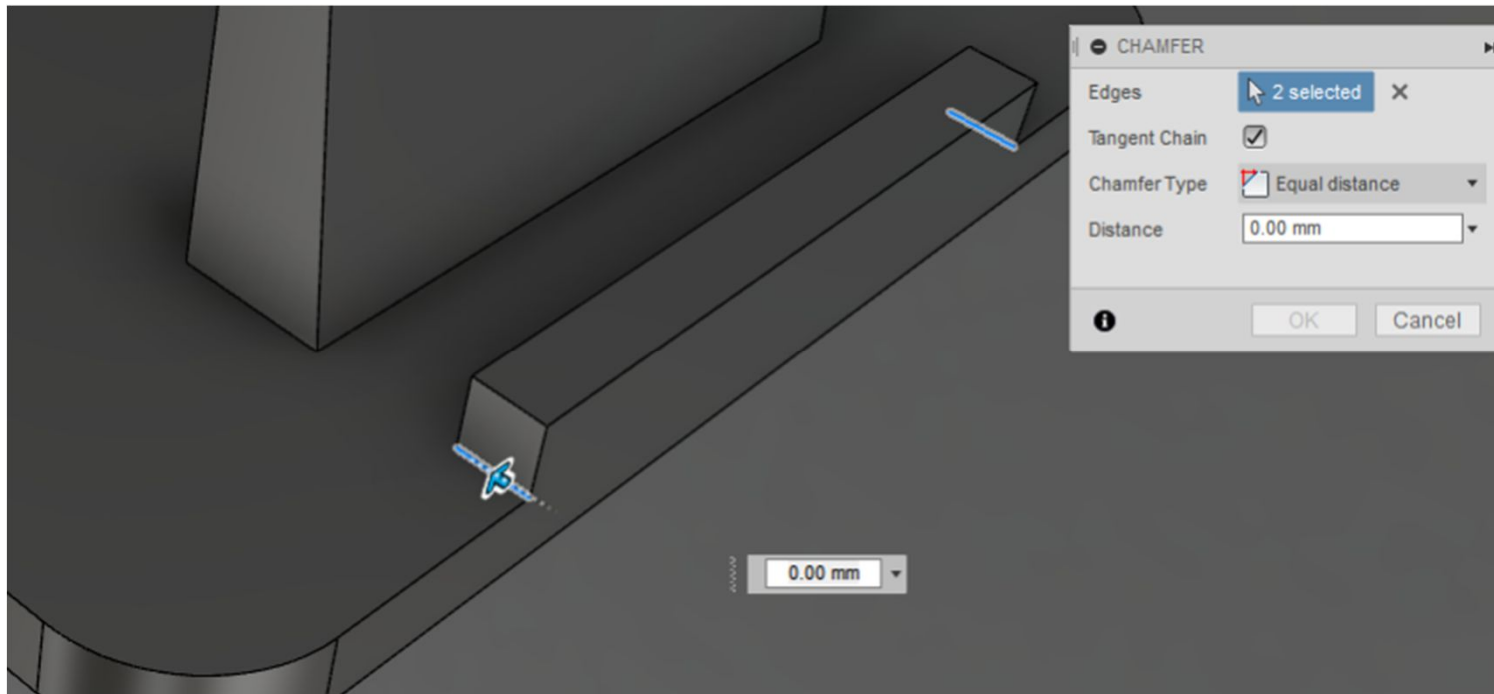 CHAMFER
Edges 2 selected
Tangent Chain
Chamfer Type Equal distance
Distance 0.00 mm
OK Cancel
0.00 mm